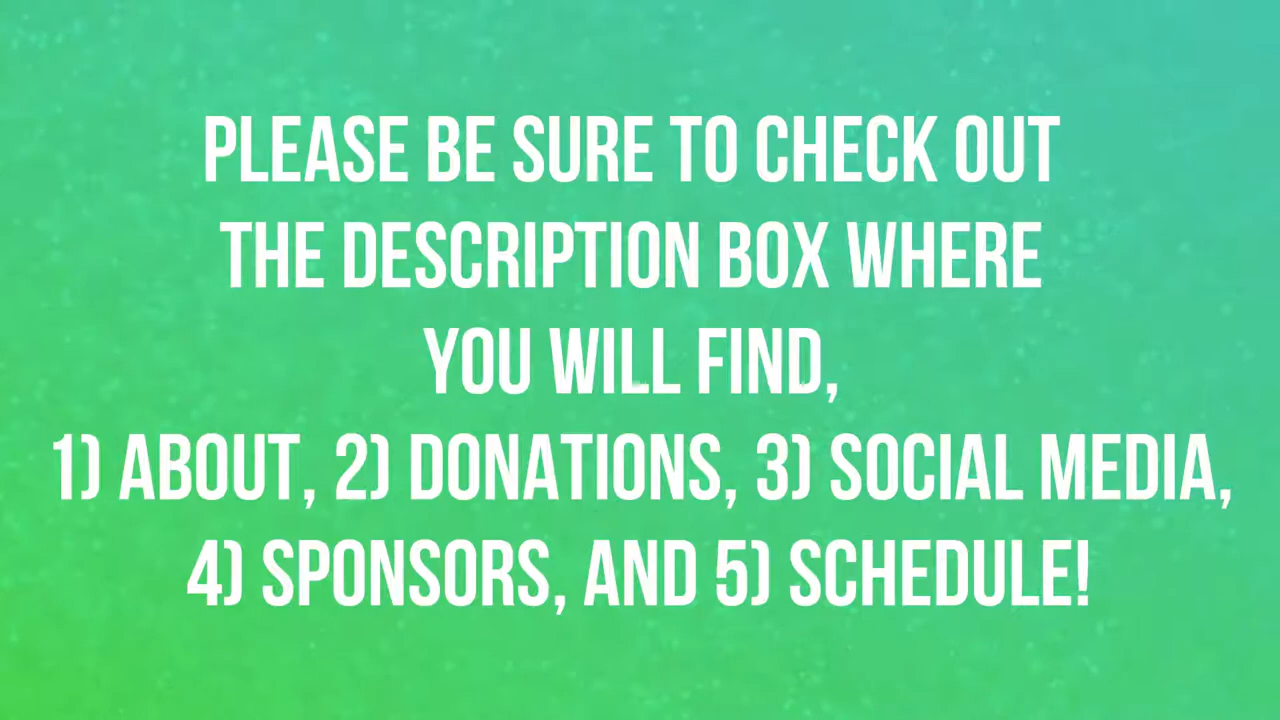 PLEASE BE SURE TO CHECK OUT
THE DESCRIPTION BOX WHERE
YOU WILL FIND,
1) ABOUT, 2) DONATIONS, 3) SOCIAL MEDIA,
4) SPONSORS, AND 5) SCHEDULE!